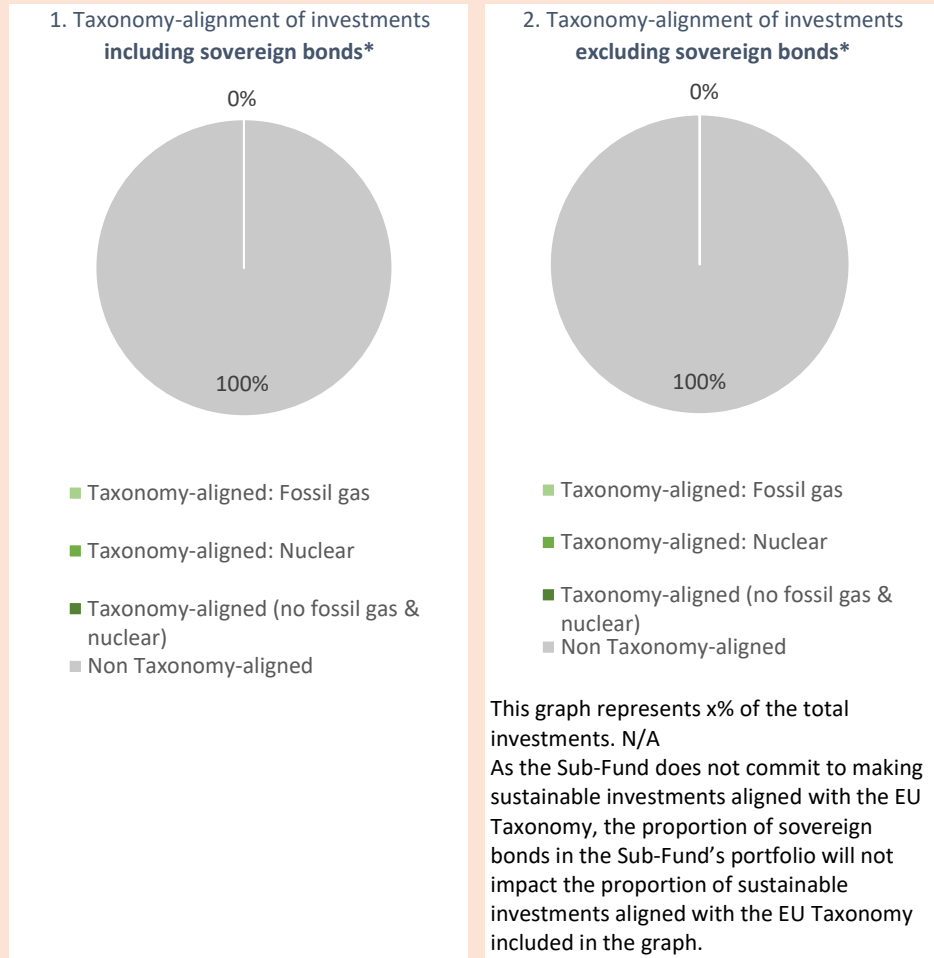 1. Taxonomy-alignment of investments
including sovereign bonds*
0%
100%
Taxonomy-aligned: Fossil gas
Taxonomy-aligned: Nuclear
Taxonomy-aligned (no fossil gas &
nuclear)
Non Taxonomy-aligned
2. Taxonomy-alignment of investments
excluding sovereign bonds*
0%
100%
Taxonomy-aligned: Fossil gas
Taxonomy-aligned: Nuclear
Taxonomy-aligned (no fossil gas &
nuclear)
Non Taxonomy-aligned
This graph represents x% of the total
investments. N/A
As the Sub-Fund does not commit to making
sustainable investments aligned with the EU
Taxonomy, the proportion of sovereign
bonds in the Sub-Fund's portfolio will not
impact the proportion of sustainable
investments aligned with the EU Taxonomy
included in the graph.